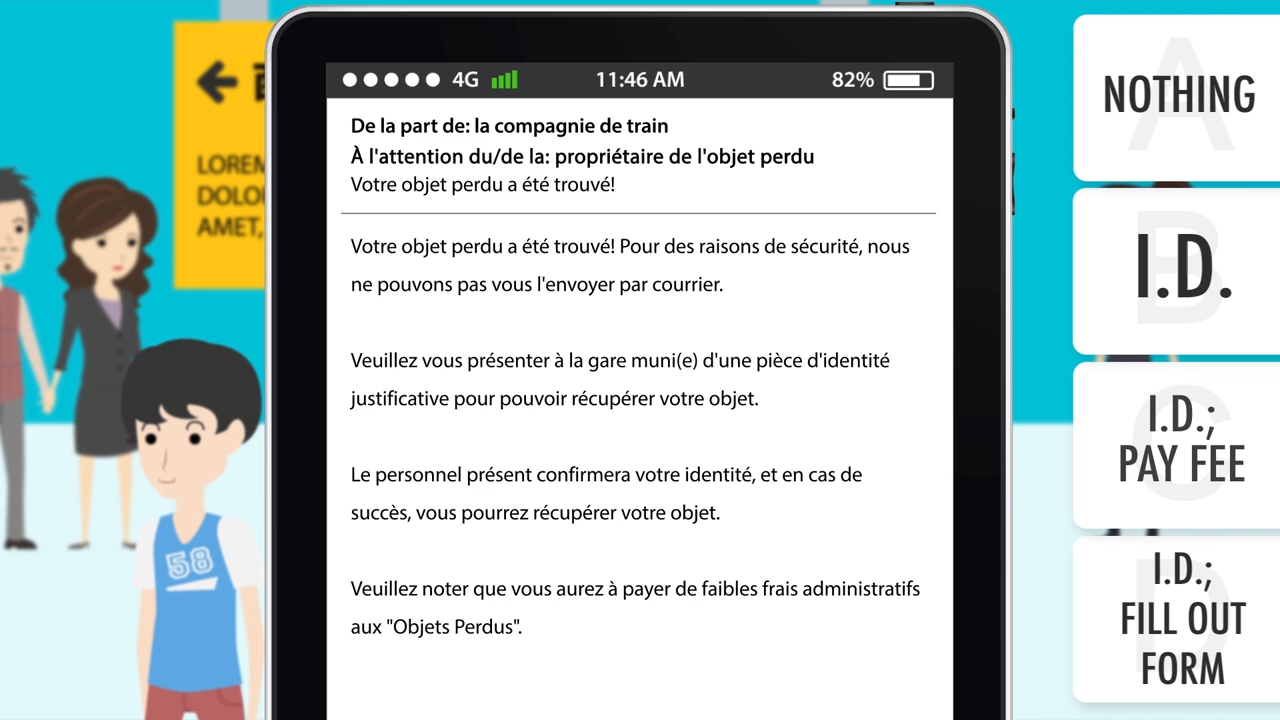 LOREM
DOLO
AMET,
58
4G
11:46 AM
82%
De la part de: la compagnie de train
À l'attention du/de la: propriétaire de l'objet perdu
Votre objet perdu a été trouvé!
Votre objet perdu a été trouvé! Pour des raisons de sécurité, nous
ne pouvons pas vous l'envoyer par courrier.
Veuillez vous présenter à la gare muni(e) d'une pièce d'identité
justificative pour pouvoir récupérer votre objet.
Le personnel présent confirmera votre identité, et en cas de
succès, vous pourrez récupérer votre objet.
Veuillez noter que vous aurez à payer de faibles frais administratifs
aux "Objets Perdus".
A
NOTHING
B
I.D.
C
I.D.;
PAY FEE
D
I.D.;
FILL OUT
FORM